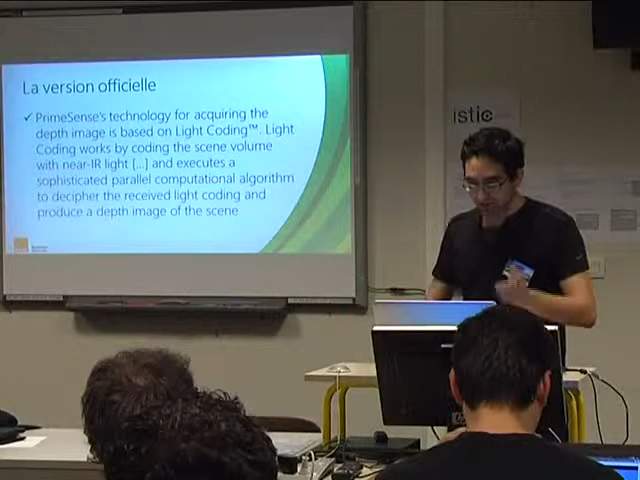 La version officielle
✓ PrimeSense's technology for acquiring the
depth image is based on Light Coding™. Light
Coding works by coding the scene volume
with near-IR light [...] and executes a
sophisticated parallel computational algorithm
to decipher the received light coding and
produce a depth image of the scene
istic